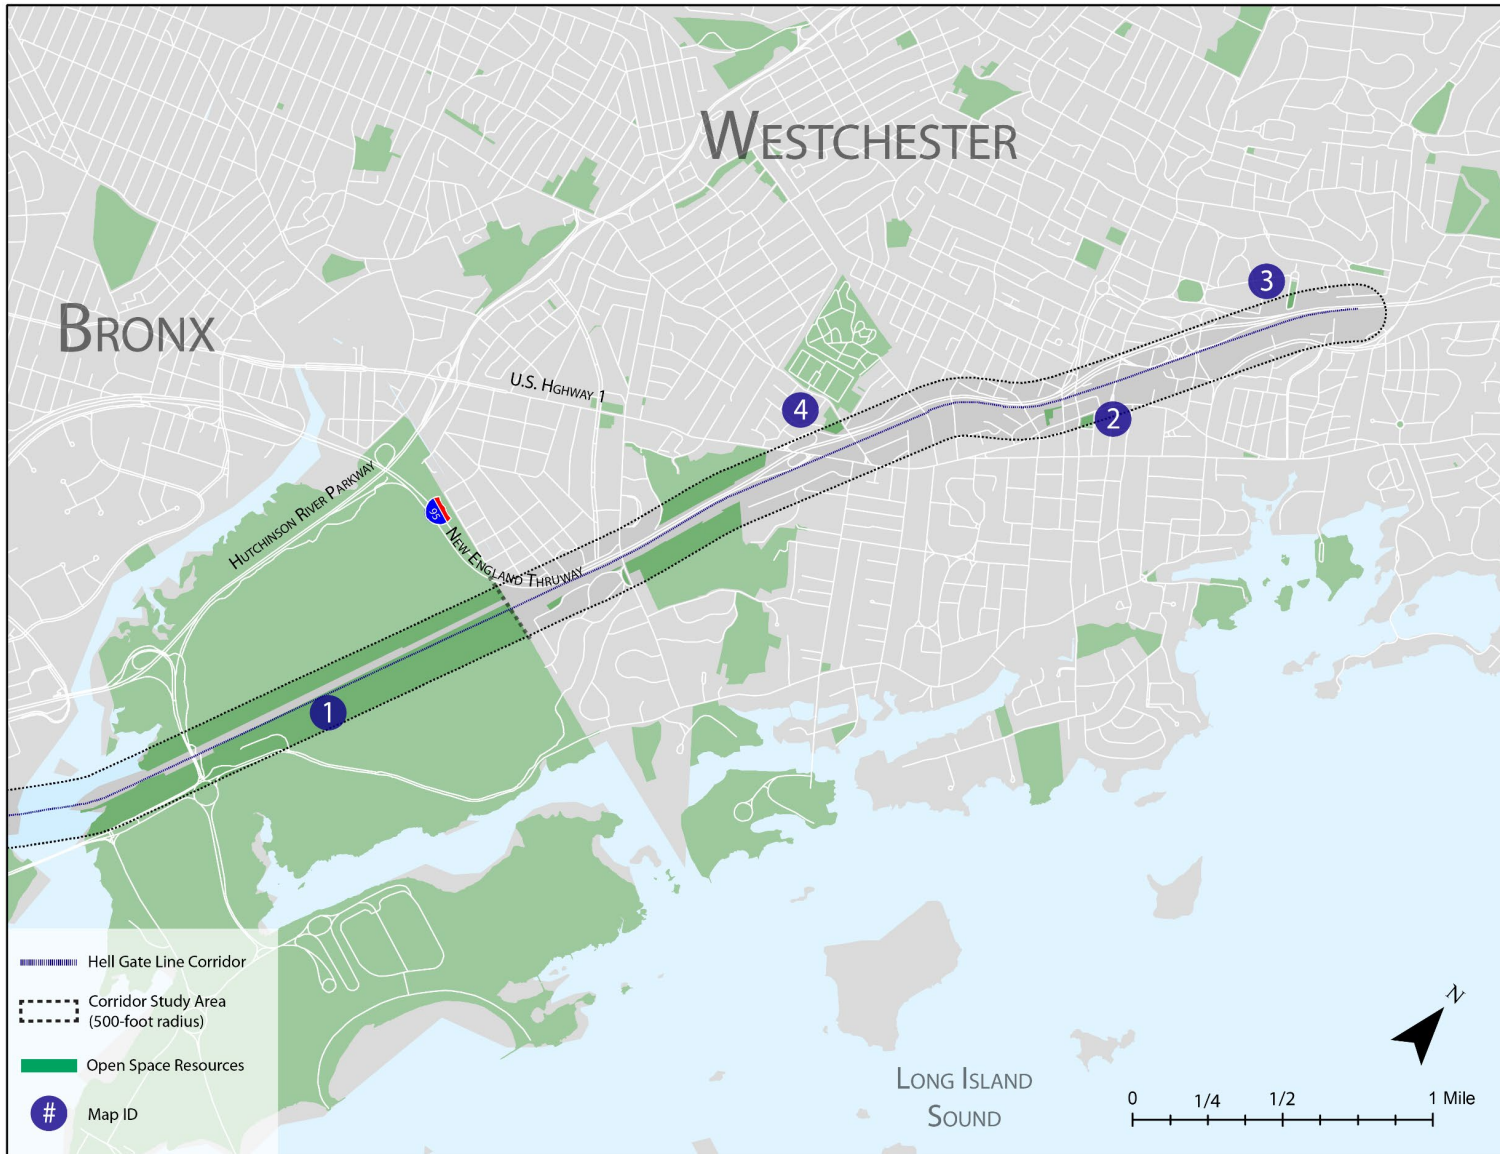 WESTCHESTER
BRONX
3
U.S. HGHWAY 1
4
2
HUTCHINSON RIVER PARKWAY
95
NEW ENGLAND THRUWAY
1
Hell Gate Line Corridor
Corridor Study Area
(500-foot radius)
Open Space Resources
# Map ID
LONG ISLAND
SOUND
N
0 1/4 1/2 1 Mile